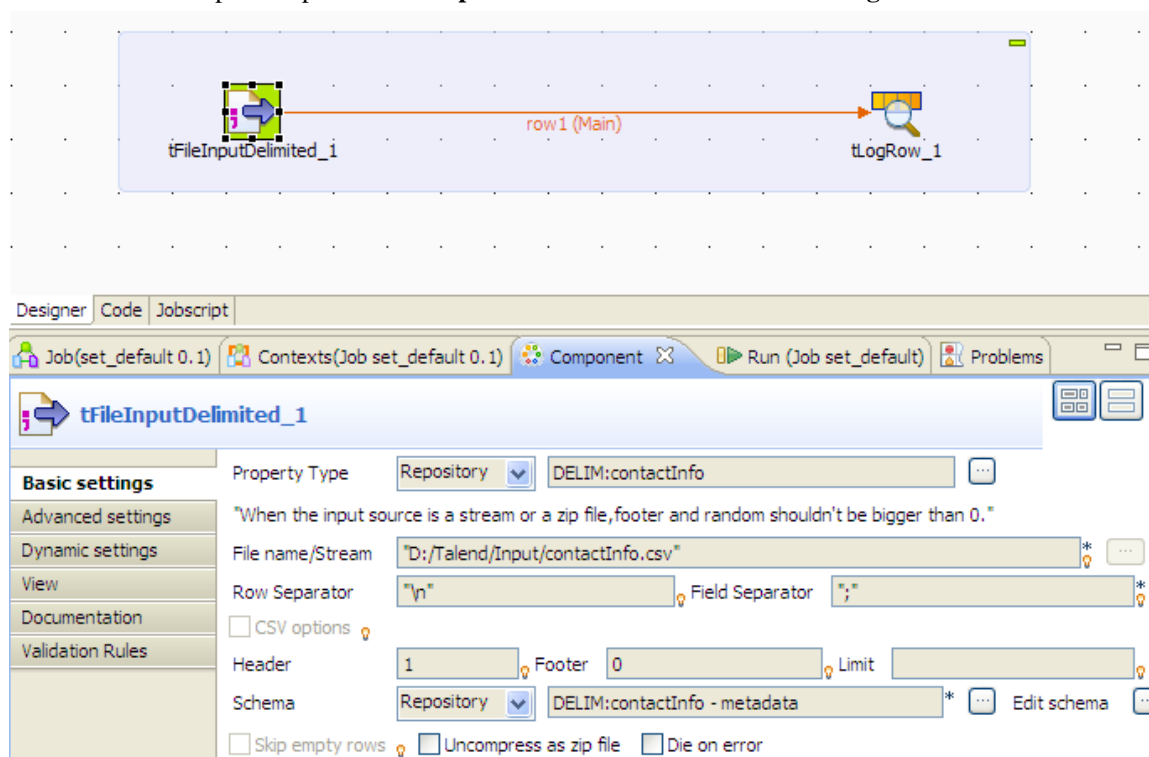 row1 (Main)
tFileInputDelimited_1 tLogRow_1
Designer Code Jobscript
Job(set_default 0.1) Contexts(Job set_default 0.1) Component Run (Job set_default) Problems
tFileInputDelimited_1
Basic settings
Advanced settings
Dynamic settings
View
Documentation
Validation Rules
Property Type Repository DELIM:contactInfo ...
"When the input source is a stream or a zip file,footer and random shouldn't be bigger than 0."
File name/Stream "D:/Talend/Input/contactInfo.csv" * ...
Row Separator "\n" Field Separator ";" *
CSV options
Header 1 Footer 0 Limit
Schema Repository DELIM:contactInfo - metadata * ... Edit schema ...
Skip empty rows Uncompress as zip file Die on error